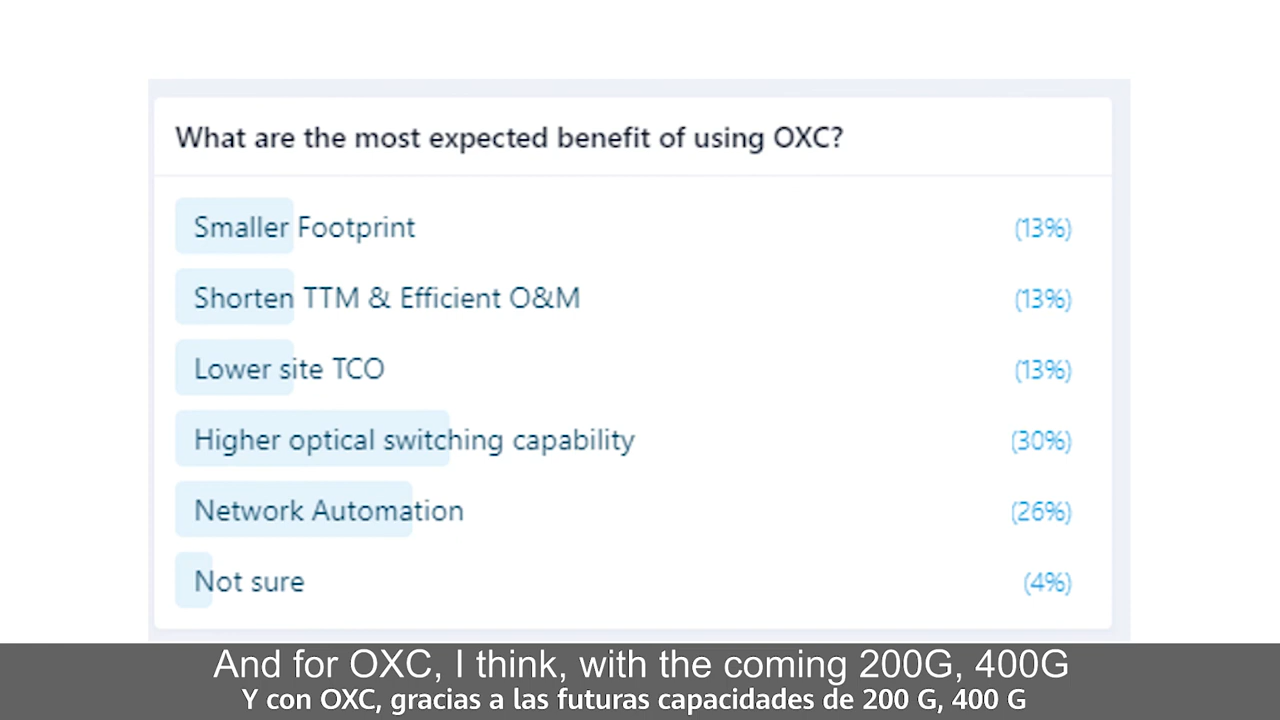 What are the most expected benefit of using OXC?
Smaller Footprint (13%)
Shorten TTM & Efficient O&M (13%)
Lower site TCO (13%)
Higher optical switching capability (30%)
Network Automation (26%)
Not sure (4%)
And for OXC, I think, with the coming 200G, 400G
Y con OXC, gracias a las futuras capacidades de 200 G, 400 G